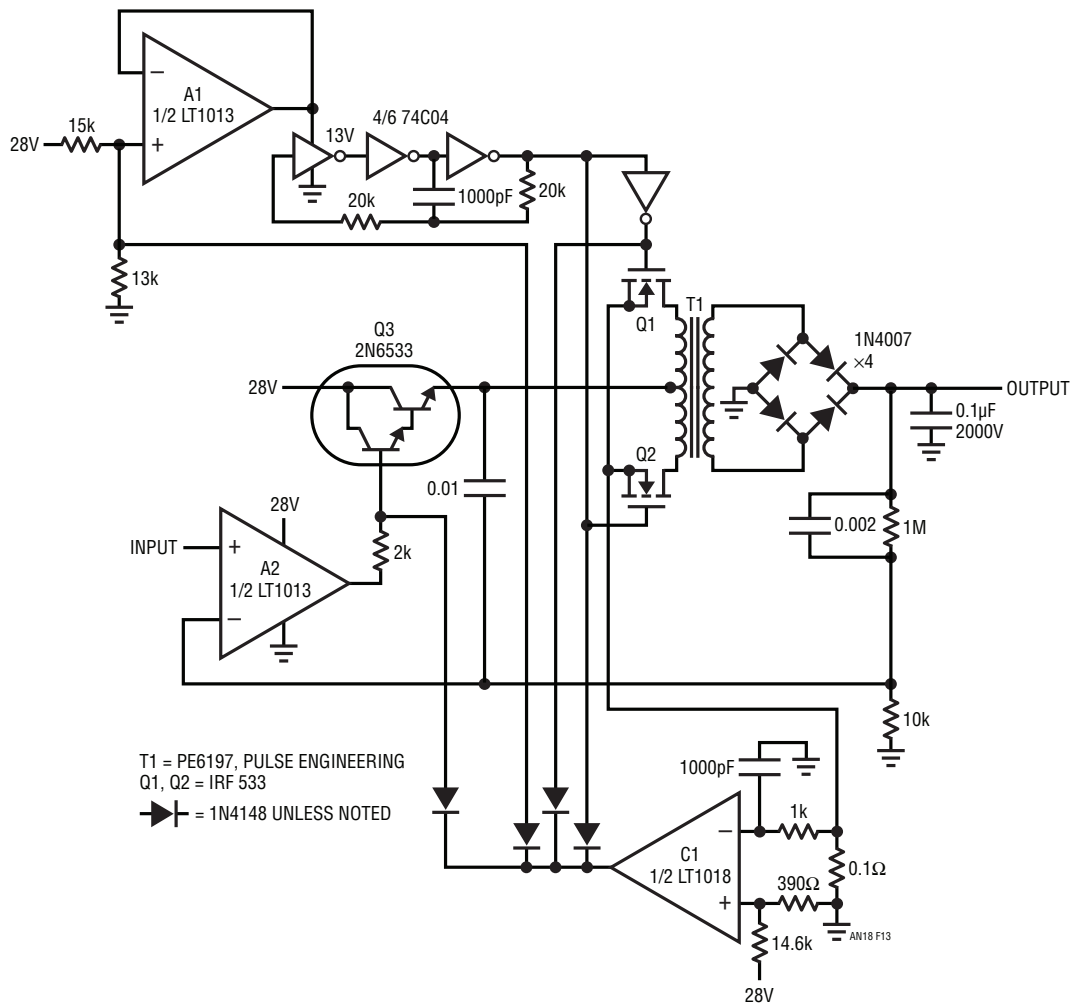 A1
1/2 LT1013
−
+
15k
28V
13V
4/6 74C04
20k
1000pF
20k
13k
Q3
2N6533
28V
Q1
T1
1N4007
×4
OUTPUT
0.1µF
2000V
Q2
0.01
28V
INPUT
+
A2
1/2 LT1013
−
2k
0.002
1M
10k
T1 = PE6197, PULSE ENGINEERING
Q1, Q2 = IRF 533
= 1N4148 UNLESS NOTED
1000pF
1k
−
C1
1/2 LT1018
+
0.1Ω
390Ω
14.6k
AN18 F13
28V